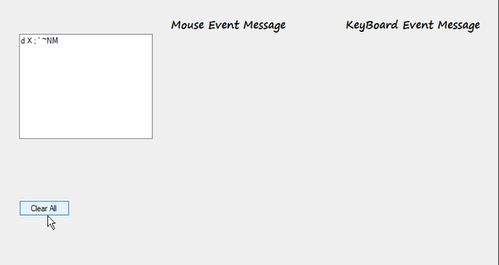 Mouse Event Message
KeyBoard Event Message
d X ; ' ~NM
Clear All